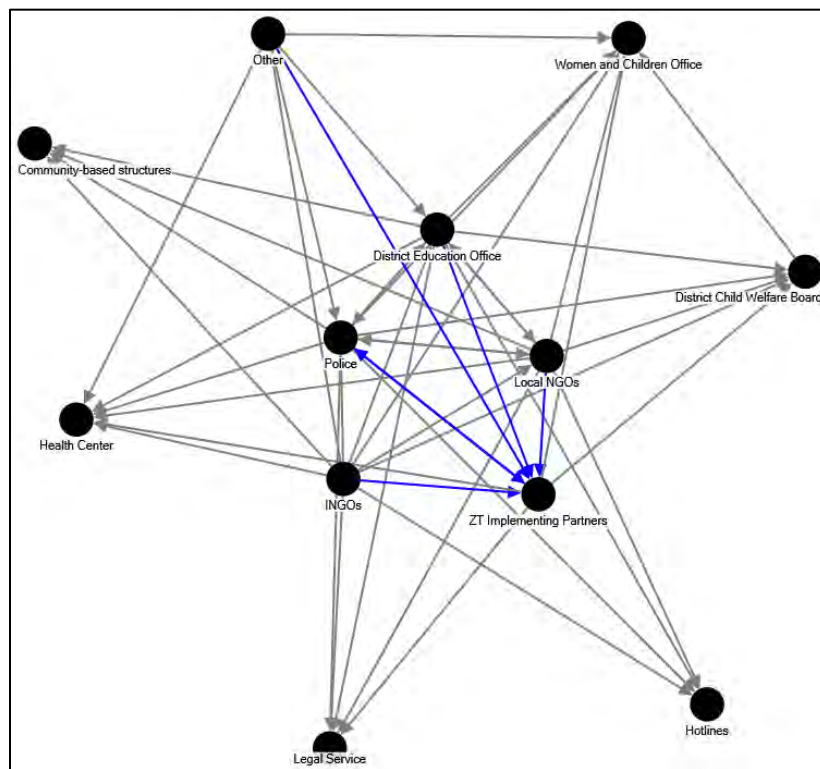 Other
Women and Children Office
Community-based structures
District Education Office
District Child Welfare Board
Police
Local NGOs
Health Center
INGOs
ZT Implementing Partners
Hotlines
Legal Service